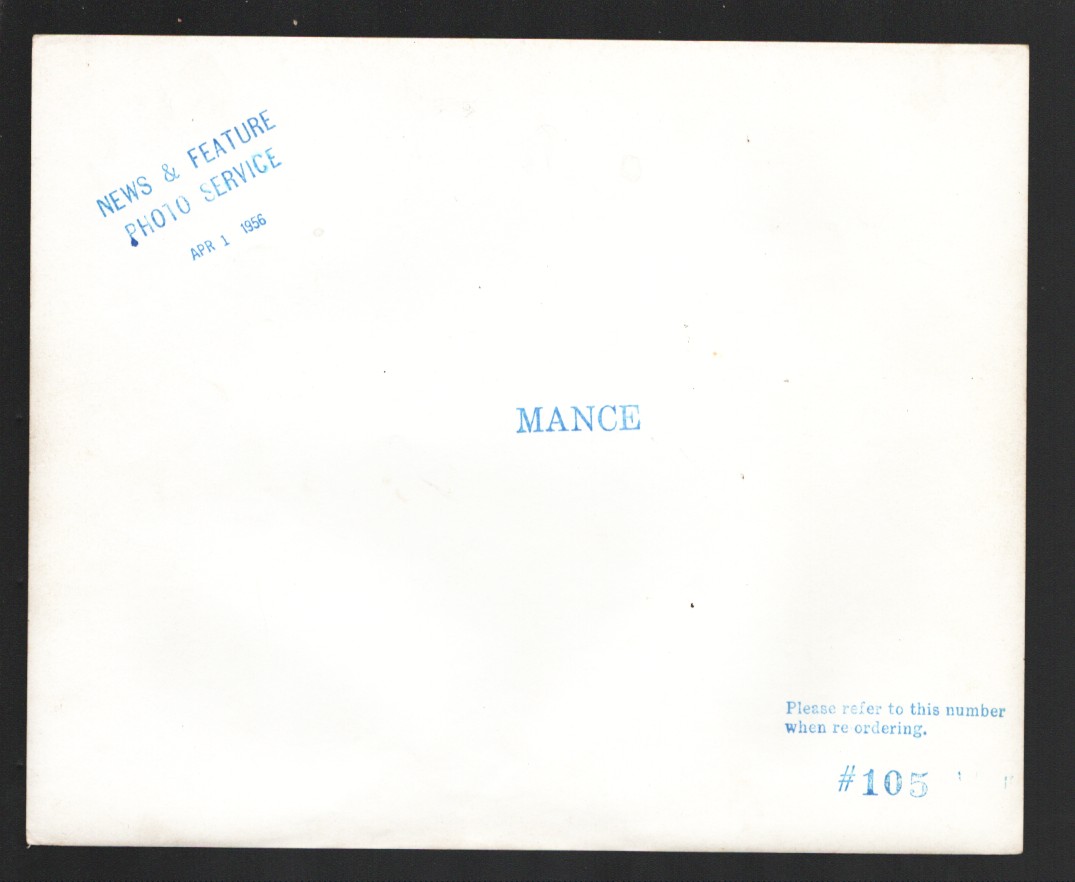 NEWS & FEATURE
PHOTO SERVICE
APR 1 1956
MANCE
Please refer to this number
when re ordering.
#105